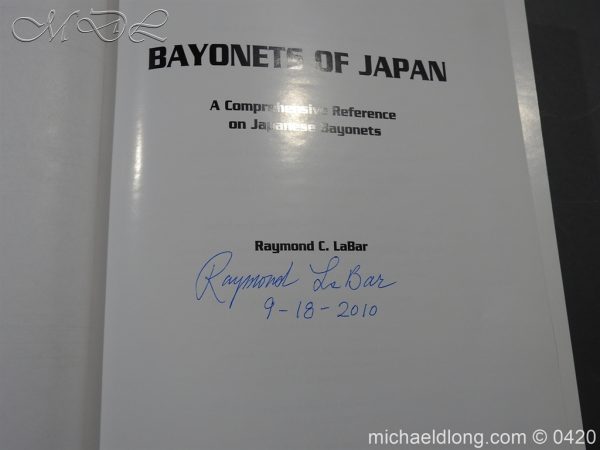 MDL
BAYONETS OF JAPAN
A Comprehensive Reference
on Japanese Bayonets
Raymond C. LaBar
Raymond LaBar
9-18-2010
michaeldlong.com © 0420